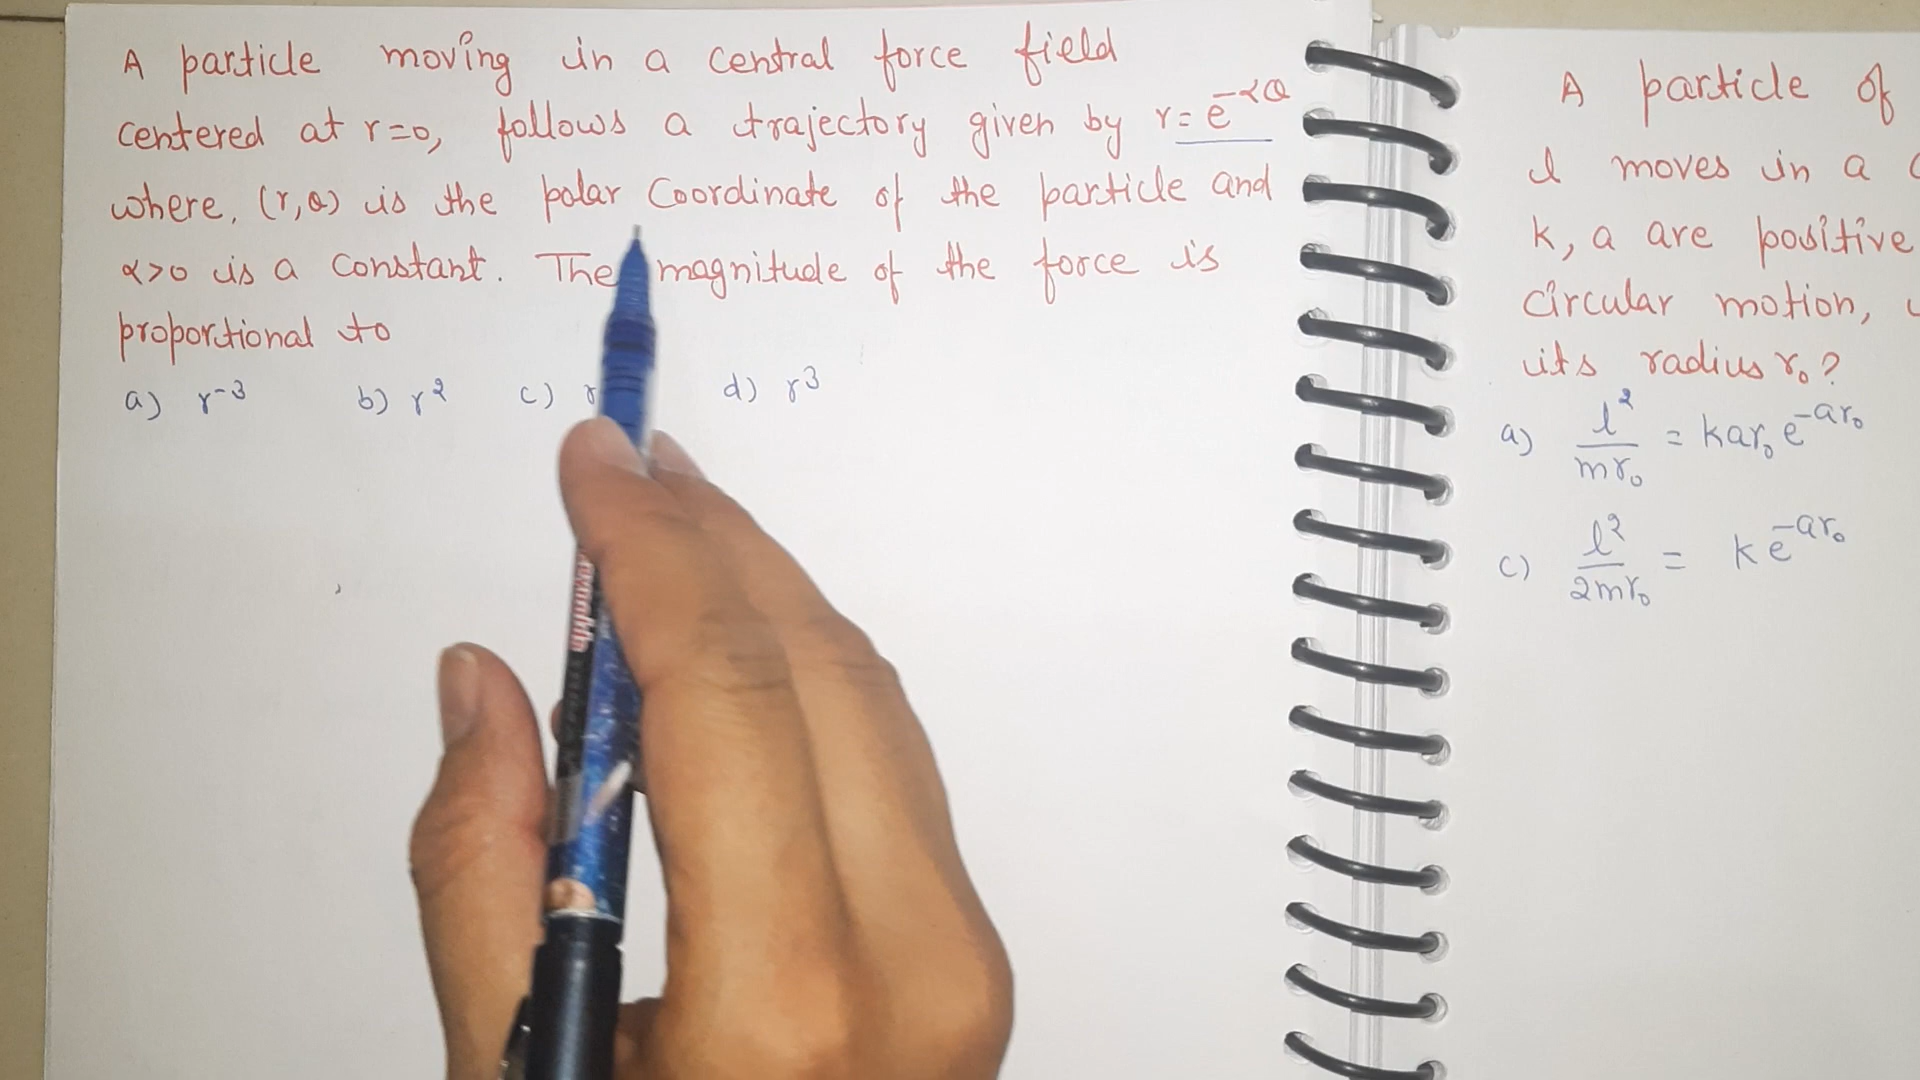 A particle moving in a central force field
centered at r=0, follows a trajectory given by r=e^-αθ
where, (r,θ) is the polar Coordinate of the particle and
α>0 is a constant. The magnitude of the force is
proportional to
a) r^-3 b) r^2 c) r d) r^3
A particle of
l moves in a
k, a are positive
Circular motion,
its radius r₀?
a) l^2/mr₀ = kar₀e^-ar₀
c) l^2/2mr₀ = ke^-ar₀